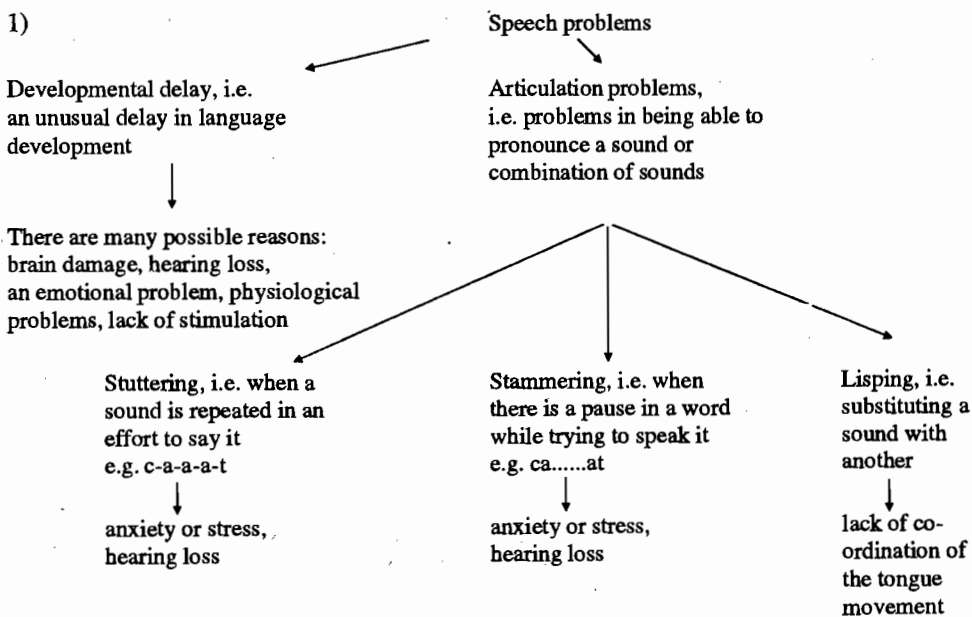 1)
Speech problems
Developmental delay, i.e.
an unusual delay in language
development
Articulation problems,
i.e. problems in being able to
pronounce a sound or
combination of sounds
There are many possible reasons:
brain damage, hearing loss,
an emotional problem, physiological
problems, lack of stimulation
Stuttering, i.e. when a
sound is repeated in an
effort to say it
e.g. c-a-a-a-t
anxiety or stress,
hearing loss
Stammering, i.e. when
there is a pause in a word
while trying to speak it
e.g. ca......at
anxiety or stress,
hearing loss
Lisping, i.e.
substituting a
sound with
another
lack of co-
ordination of
the tongue
movement